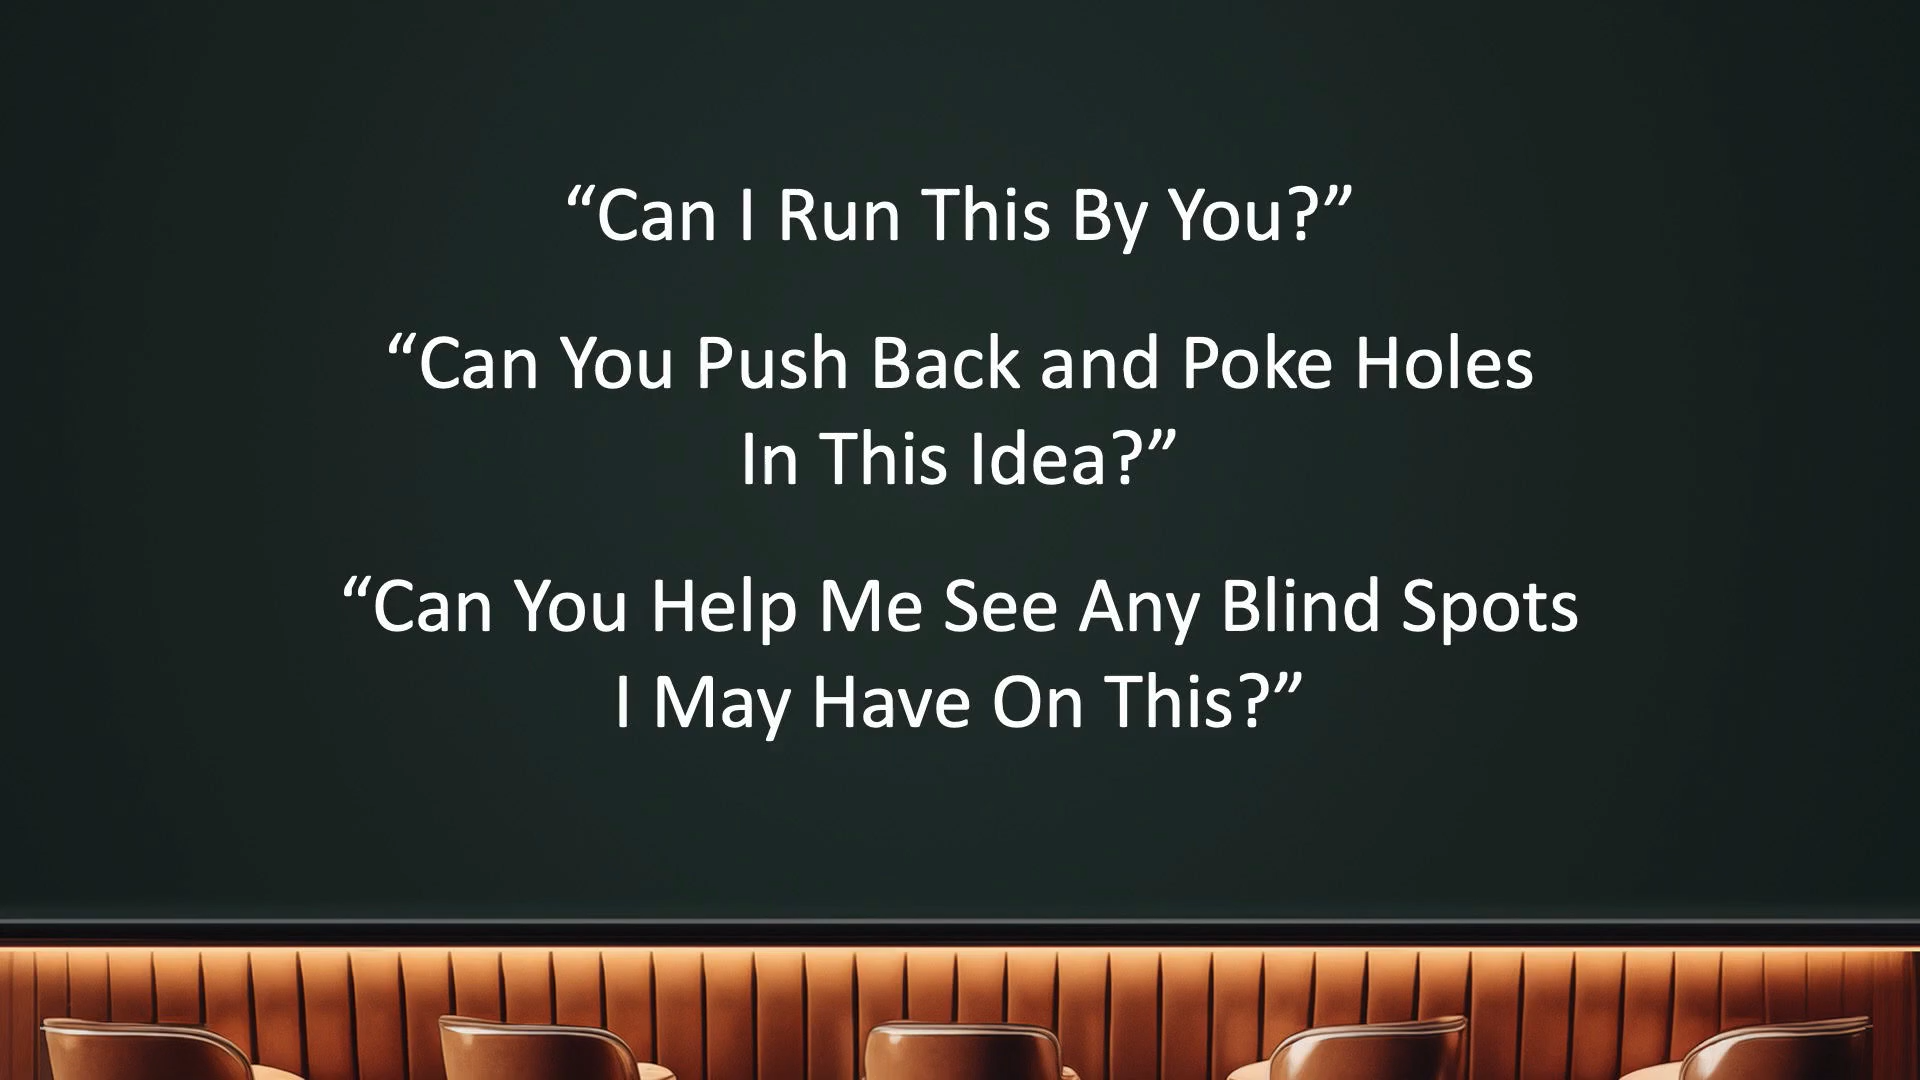 “Can I Run This By You?”
“Can You Push Back and Poke Holes
In This Idea?”
“Can You Help Me See Any Blind Spots
I May Have On This?”